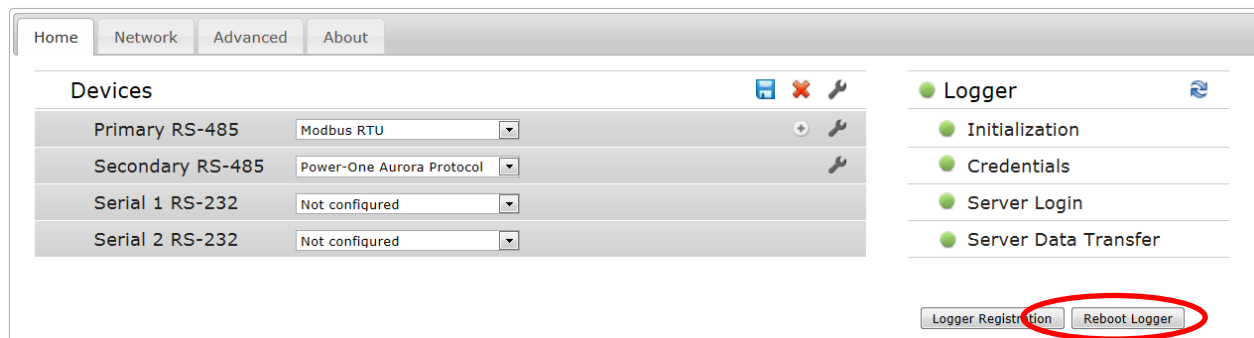 Home Network Advanced About
Devices
Primary RS-485 Modbus RTU
Secondary RS-485 Power-One Aurora Protocol
Serial 1 RS-232 Not configured
Serial 2 RS-232 Not configured
Logger
Initialization
Credentials
Server Login
Server Data Transfer
Logger Registration Reboot Logger